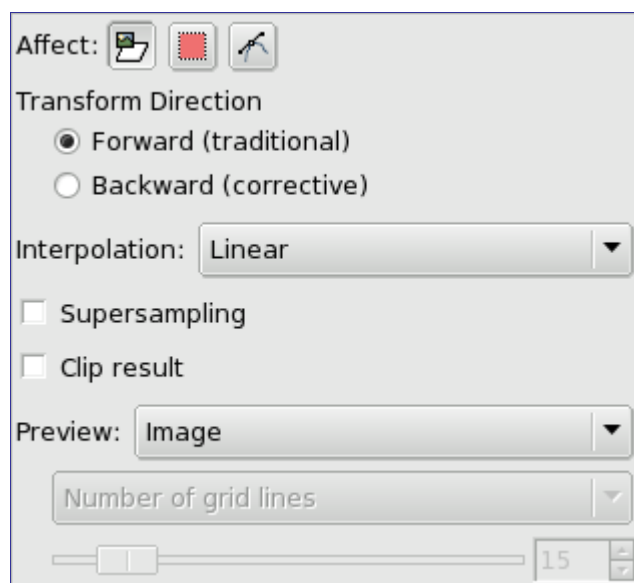 Affect:
Transform Direction
Forward (traditional)
Backward (corrective)
Interpolation: Linear
Supersampling
Clip result
Preview: Image
Number of grid lines
15